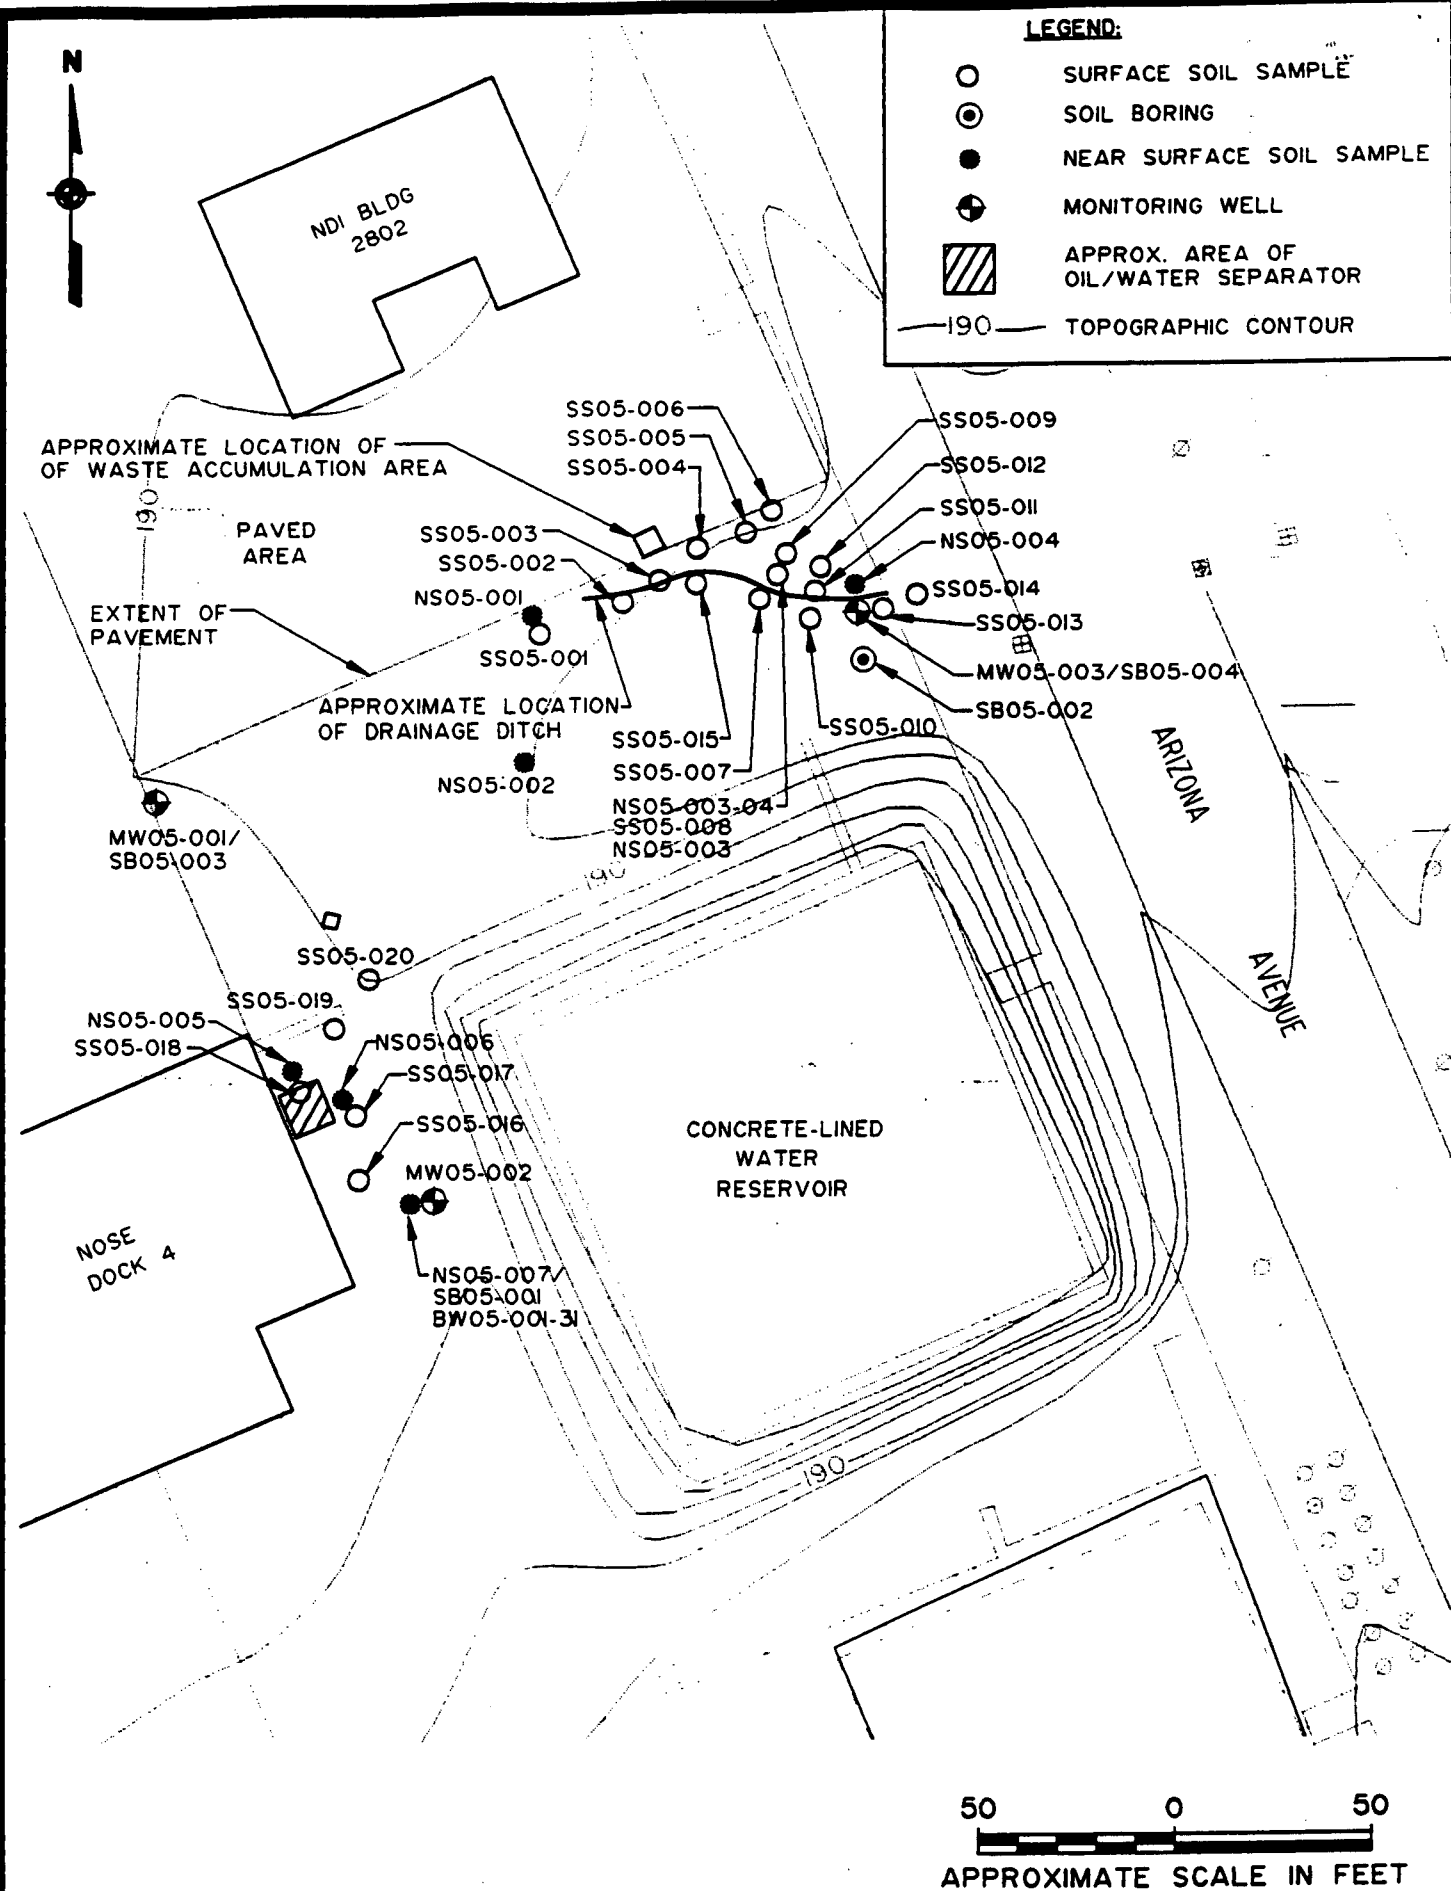 LEGEND:
SURFACE SOIL SAMPLE
SOIL BORING
NEAR SURFACE SOIL SAMPLE
MONITORING WELL
APPROX. AREA OF
OIL/WATER SEPARATOR
190
TOPOGRAPHIC CONTOUR
N
NDI BLDG
2802
APPROXIMATE LOCATION OF
OF WASTE ACCUMULATION AREA
190
PAVED
AREA
EXTENT OF
PAVEMENT
SS05-006
SS05-005
SS05-004
SS05-003
SS05-002
NS05-001
SS05-001
SS05-009
SS05-012
SS05-011
NS05-004
SS05-014
SS05-013
MW05-003/SB05-004
SB05-002
SS05-010
APPROXIMATE LOCATION
OF DRAINAGE DITCH
SS05-015
SS05-007
NS05-003-04
SS05-008
NS05-003
NS05-002
MW05-001/
SB05-003
190
ARIZONA
AVENUE
SS05-020
SS05-019
NS05-005
SS05-018
NS05-006
SS05-017
SS05-016
MW05-002
NS05-007/
SB05-001
BW05-001-31
CONCRETE-LINED
WATER
RESERVOIR
NOSE
DOCK 4
190
50 0 50
APPROXIMATE SCALE IN FEET